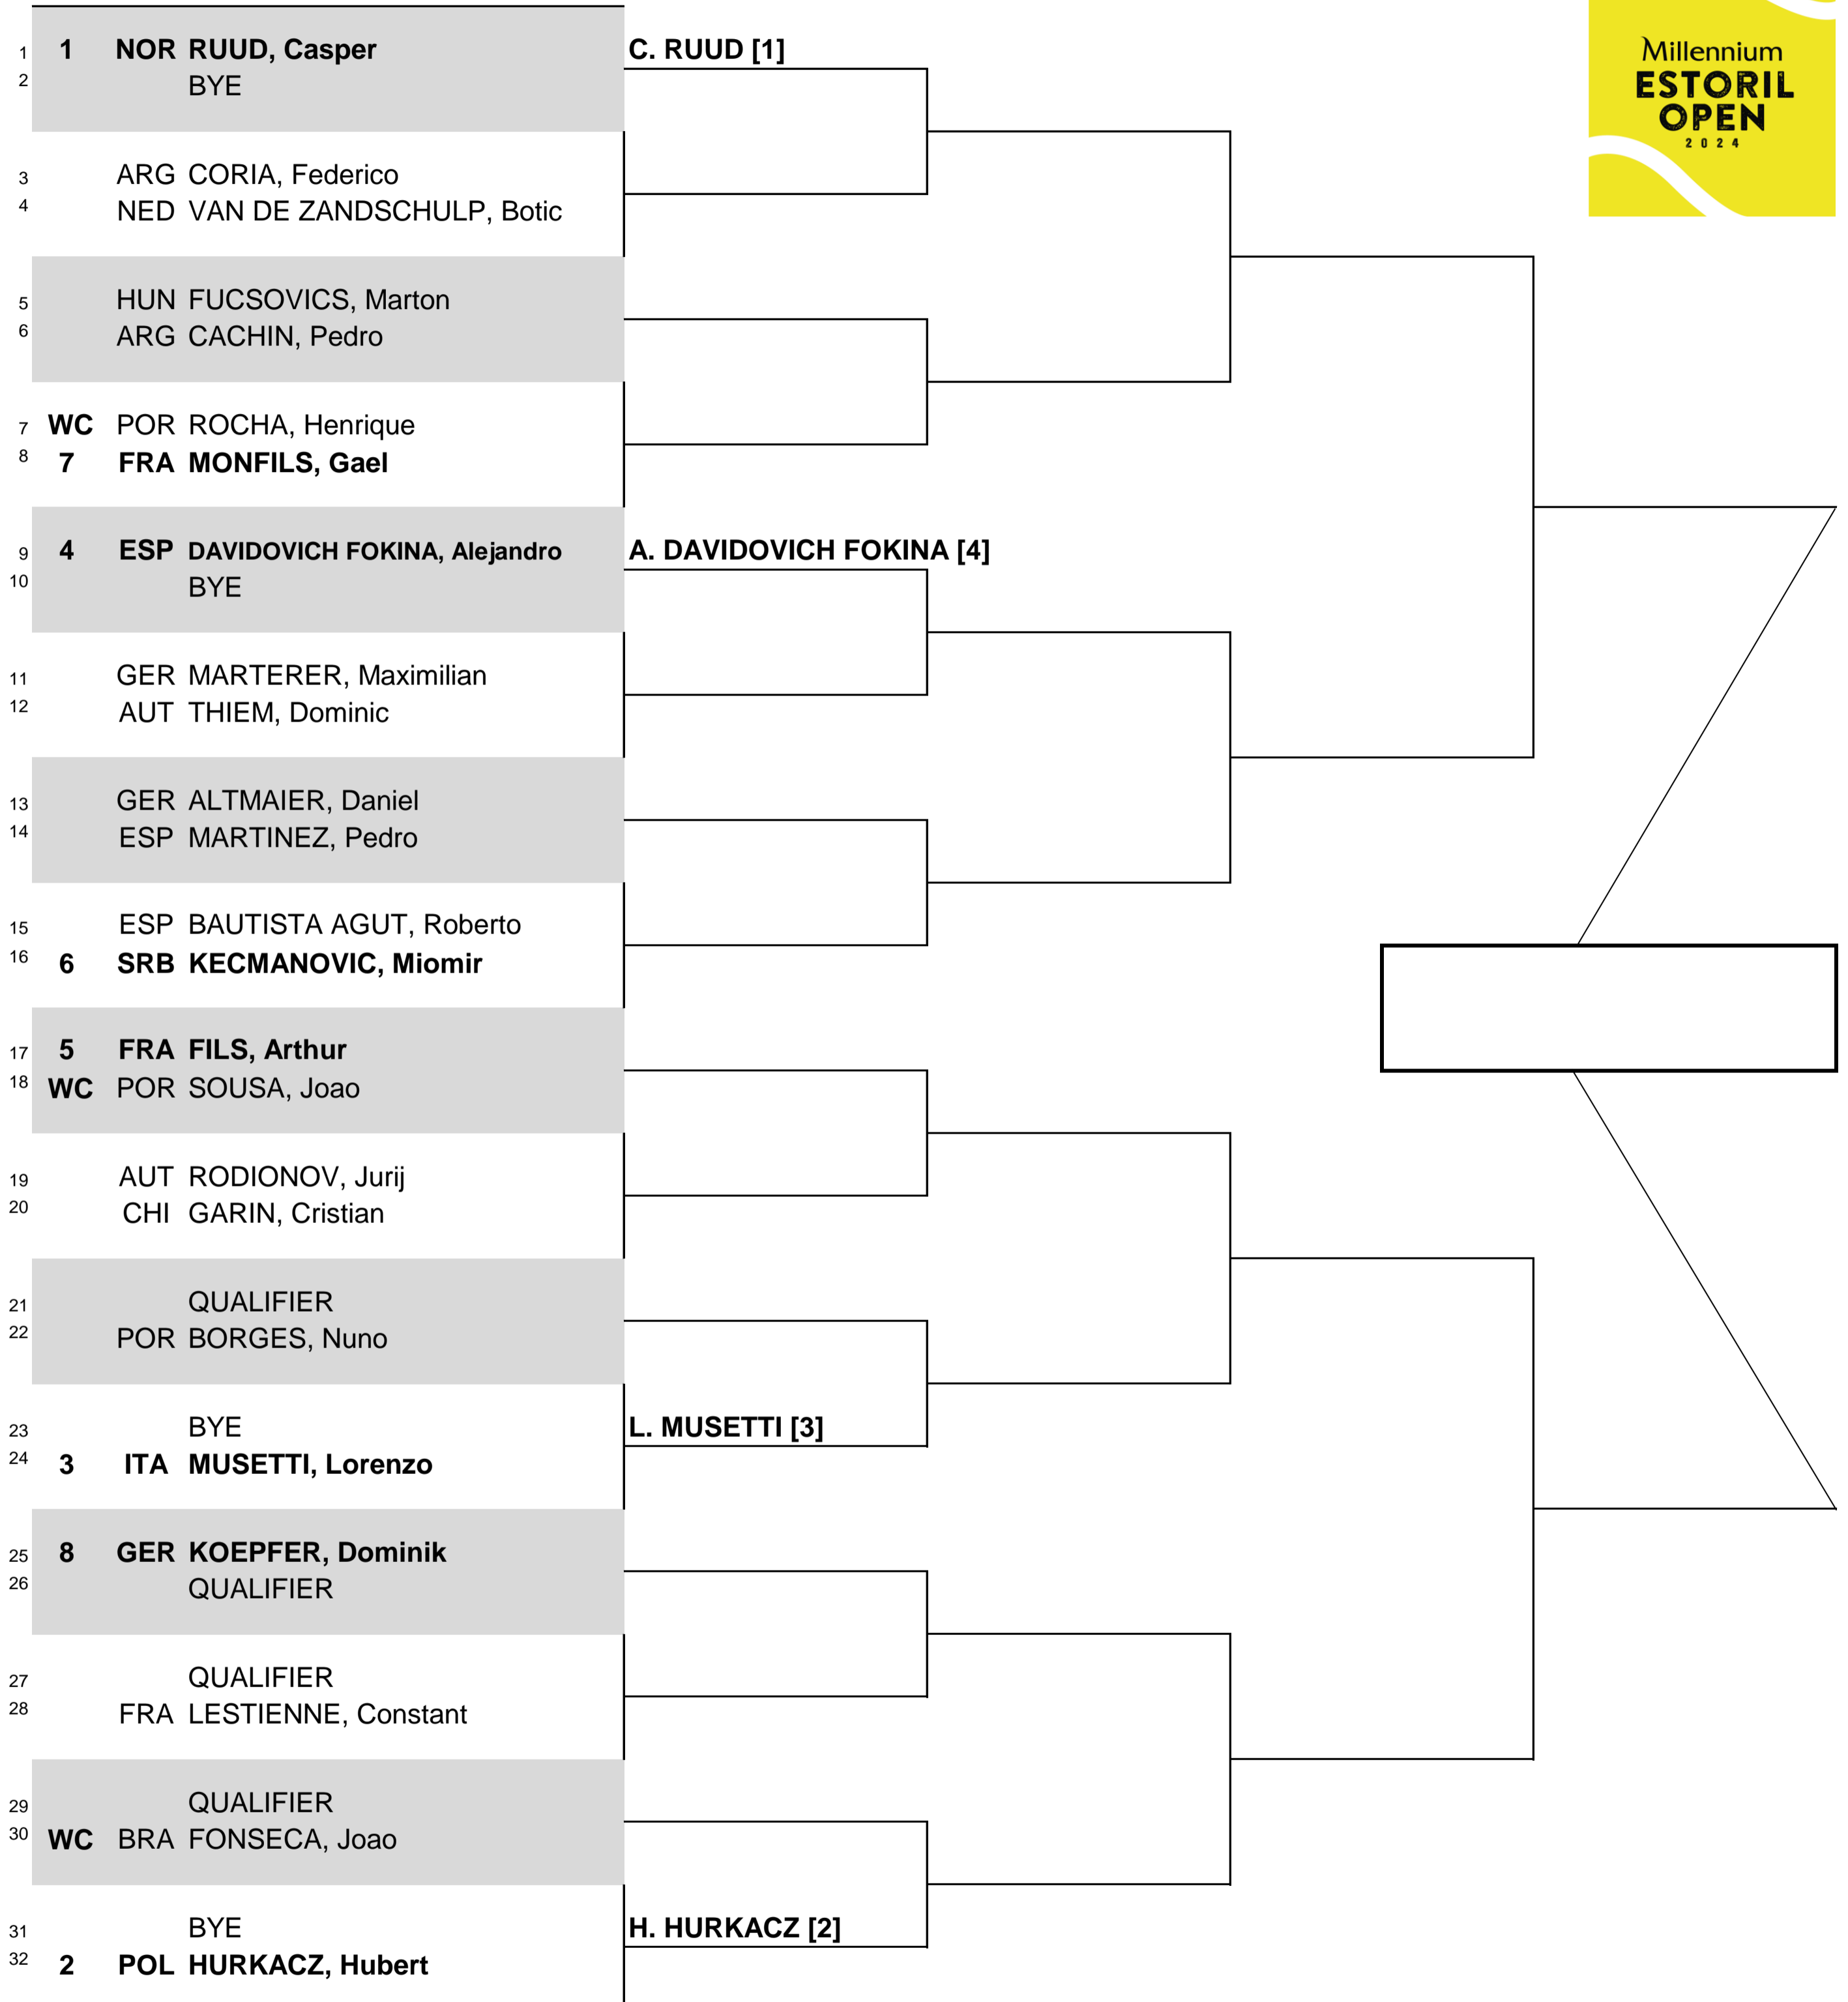 Millennium
ESTORIL
OPEN
2024
1 1 NOR RUUD, Casper C. RUUD [1]
2 BYE
3 ARG CORIA, Federico
4 NED VAN DE ZANDSCHULP, Botic
5 HUN FUCSOVICS, Marton
6 ARG CACHIN, Pedro
7 WC POR ROCHA, Henrique
8 7 FRA MONFILS, Gael
9 4 ESP DAVIDOVICH FOKINA, Alejandro A. DAVIDOVICH FOKINA [4]
10 BYE
11 GER MARTERER, Maximilian
12 AUT THIEM, Dominic
13 GER ALTMAIER, Daniel
14 ESP MARTINEZ, Pedro
15 ESP BAUTISTA AGUT, Roberto
16 6 SRB KECMANOVIC, Miomir
17 5 FRA FILS, Arthur
18 WC POR SOUSA, Joao
19 AUT RODIONOV, Jurij
20 CHI GARIN, Cristian
21 QUALIFIER
22 POR BORGES, Nuno
23 BYE L. MUSETTI [3]
24 3 ITA MUSETTI, Lorenzo
25 8 GER KOEPFER, Dominik
26 QUALIFIER
27 QUALIFIER
28 FRA LESTIENNE, Constant
29 QUALIFIER
30 WC BRA FONSECA, Joao
31 BYE H. HURKACZ [2]
32 2 POL HURKACZ, Hubert